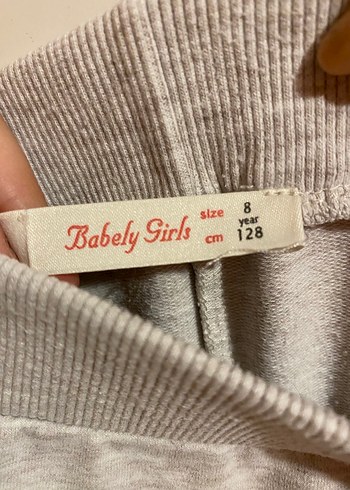 Babely Girls
size 8
year
cm 128